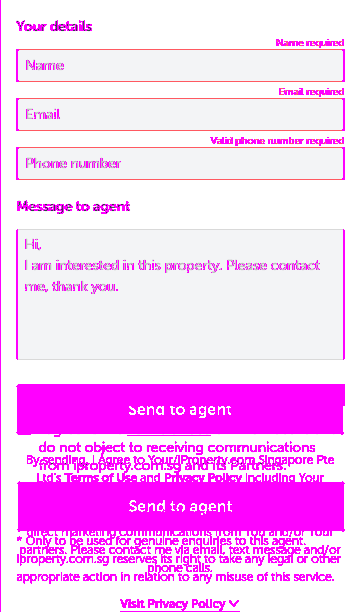 Your details
Name required
Name
Email required
Email
Valid phone number required
Phone number
Message to agent
Hi,
I am interested in this property. Please contact
me, thank you.
Send to agent
do not object to receiving communications
By sending, I Agree to Your/iProperty.com Singapore Pte
from iproperty.com.sg and its Partners.
Ltd's Terms of Use and Privacy Policy including Your
Send to agent
direct marketing communications from You and/or Your
* Only to be used for genuine enquiries to this agent.
partners. Please contact me via email, text message and/or
iproperty.com.sg reserves its right to take any legal or other
phone calls.
appropriate action in relation to any misuse of this service.
Visit Privacy Policy